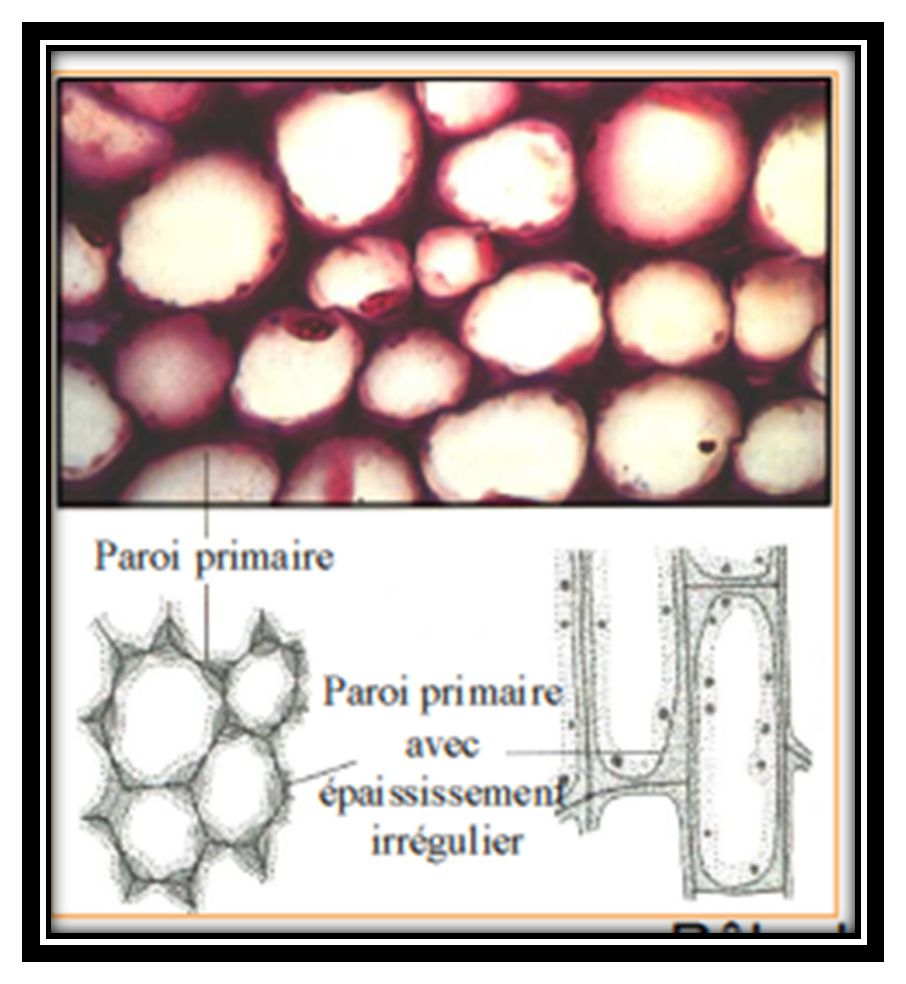 Paroi primaire
Paroi primaire
avec
épaississement
irrégulier